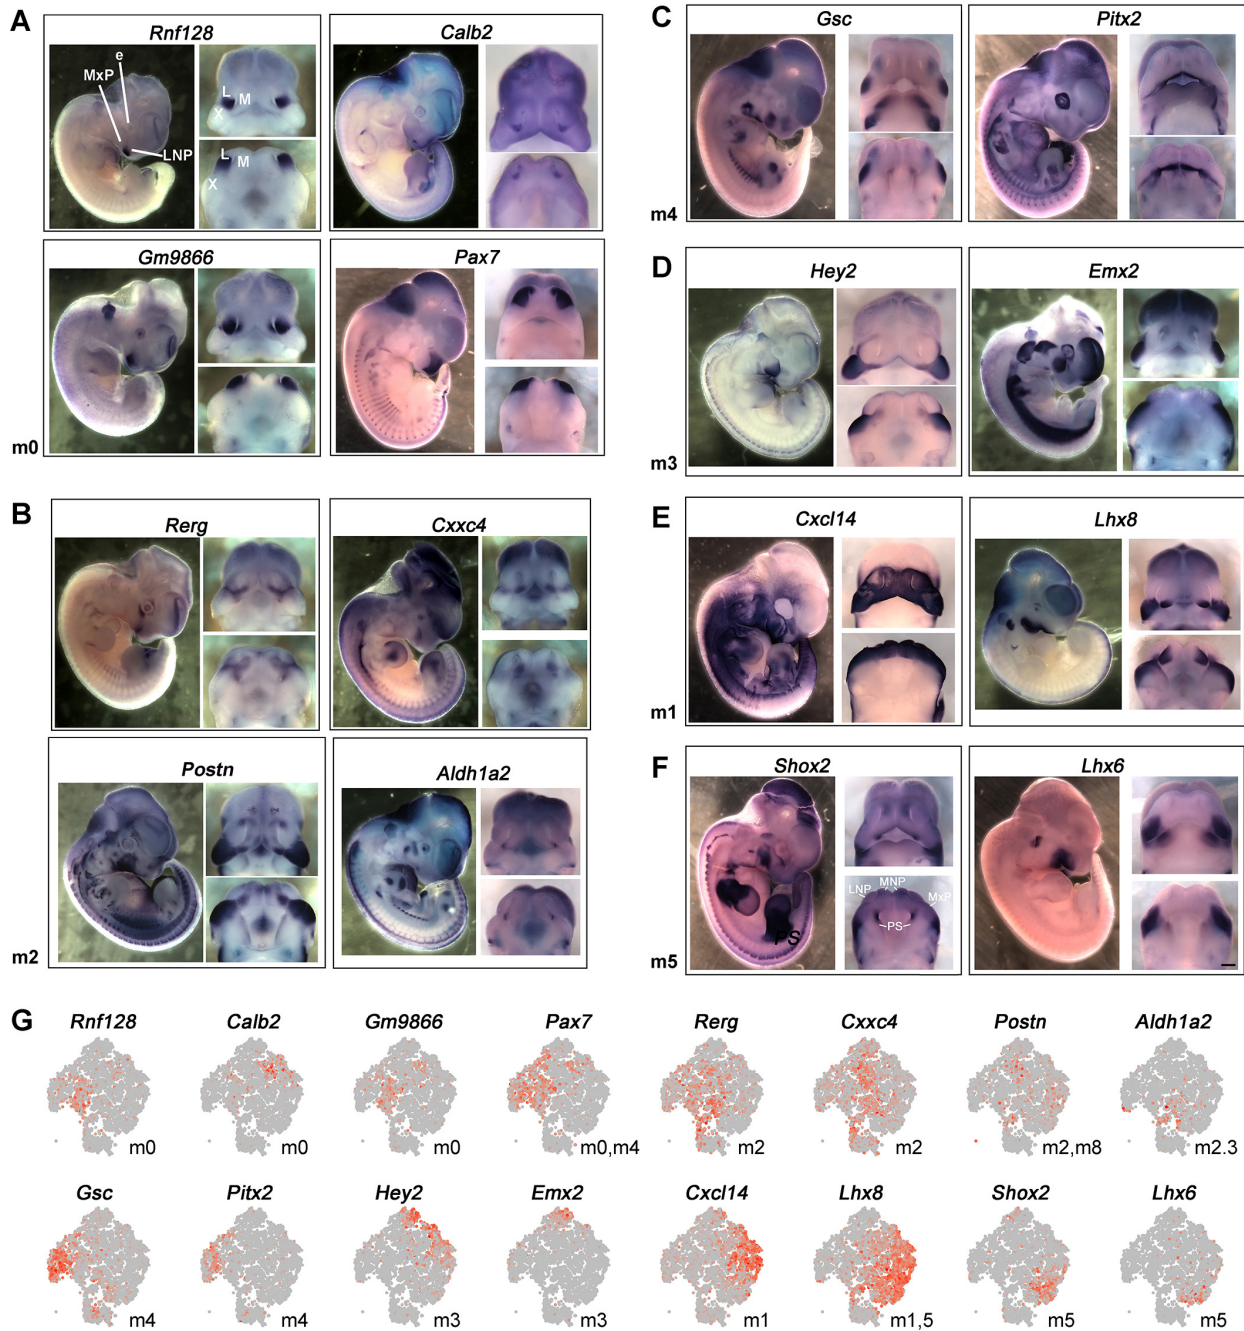 A
Rnf128
Calb2
e
MxP
L
M
X
LNP
L
M
X
Gm9866
Pax7
m0
B
Rerg
Cxxc4
Postn
Aldh1a2
m2
C
Gsc
Pitx2
m4
D
Hey2
Emx2
m3
E
Cxcl14
Lhx8
m1
F
Shox2
Lhx6
LNP
MNP
MxP
PS
PS
m5
G
Rnf128
Calb2
Gm9866
Pax7
Rerg
Cxxc4
Postn
Aldh1a2
m0
m0
m0
m0,m4
m2
m2
m2,m8
m2.3
Gsc
Pitx2
Hey2
Emx2
Cxcl14
Lhx8
Shox2
Lhx6
m4
m4
m3
m3
m1
m1,5
m5
m5